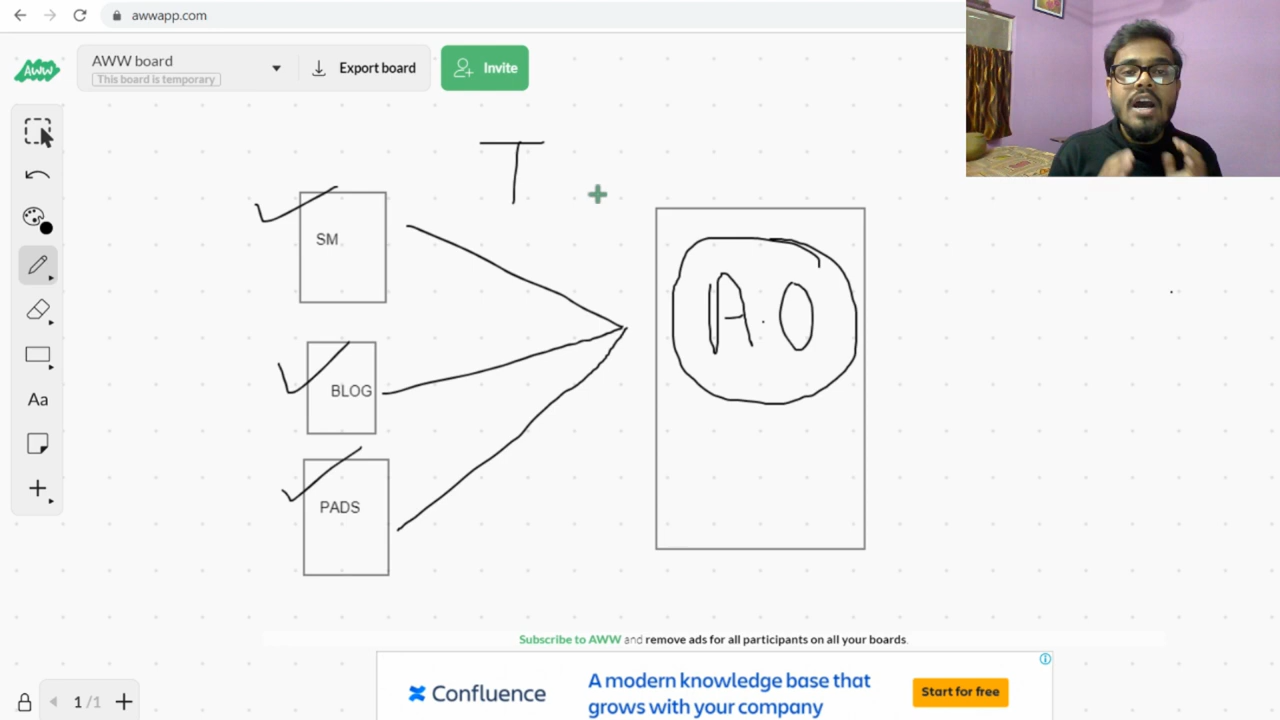 awwapp.com
AWW
AWW board
This board is temporary
Export board
Invite
T
SM
A.O
BLOG
Aa
PADS
Subscribe to AWW and remove ads for all participants on all your boards.
Confluence
A modern knowledge base that
grows with your company
Start for free
1 /1